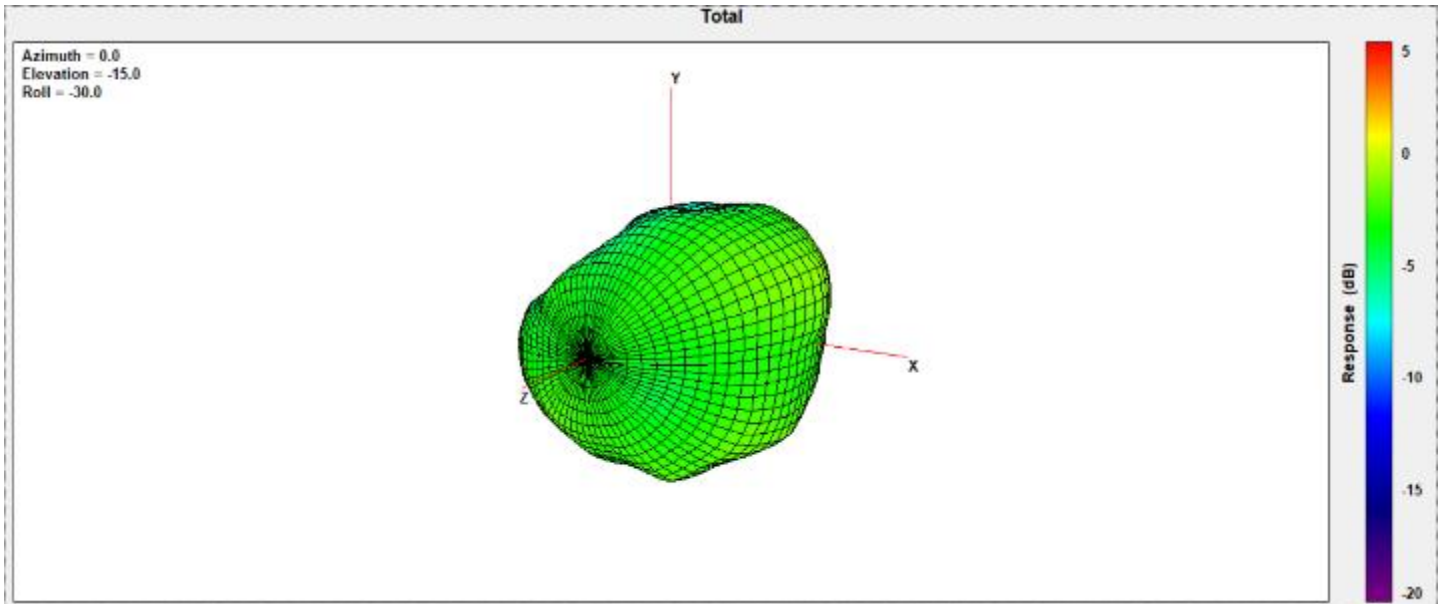 Total
Azimuth = 0.0
Elevation = -15.0
Roll = -30.0
Y
X
Z
5
0
-5
-10
-15
-20
Response (dB)